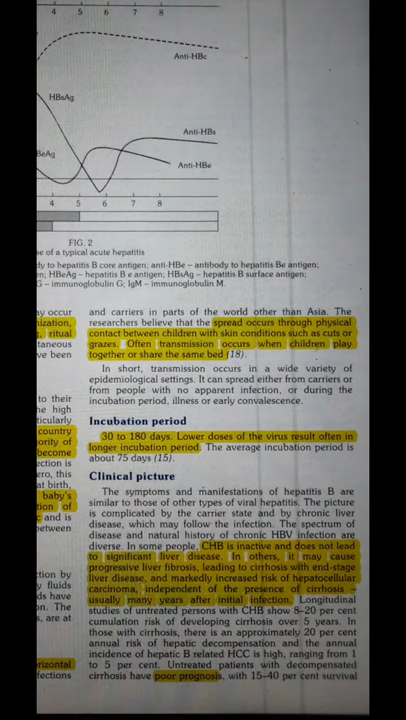 4 5 6 7 8
Anti-HBc
HBsAg
Anti-HBs
BeAg
Anti-HBe
4 5 6 7 8
FIG. 2
se of a typical acute hepatitis
dy to hepatitis B core antigen; anti-HBe – antibody to hepatitis Be antigen;
en; HBeAg – hepatitis B e antigen; HBsAg – hepatitis B surface antigen;
G – immunoglobulin G; IgM – immunoglobulin M.
ay occur
nization,
, ritual
taneous
ve been
to their
he high
ticularly
country
ority of
become
ection is
ero, this
at birth,
baby's
tion of
and is
between
ction by
y fluids
ds have
on. The
s, are at
rizontal
fections
and carriers in parts of the world other than Asia. The
researchers believe that the spread occurs through physical
contact between children with skin conditions such as cuts or
grazes. Often transmission occurs when children play
together or share the same bed (18).
In short, transmission occurs in a wide variety of
epidemiological settings. It can spread either from carriers or
from people with no apparent infection, or during the
incubation period, illness or early convalescence.
Incubation period
30 to 180 days. Lower doses of the virus result often in
longer incubation period. The average incubation period is
about 75 days (15).
Clinical picture
The symptoms and manifestations of hepatitis B are
similar to those of other types of viral hepatitis. The picture
is complicated by the carrier state and by chronic liver
disease, which may follow the infection. The spectrum of
disease and natural history of chronic HBV infection are
diverse. In some people, CHB is inactive and does not lead
to significant liver disease. In others, it may cause
progressive liver fibrosis, leading to cirrhosis with end-stage
liver disease, and markedly increased risk of hepatocellular
carcinoma, independent of the presence of cirrhosis –
usually many years after initial infection. Longitudinal
studies of untreated persons with CHB show 8–20 per cent
cumulation risk of developing cirrhosis over 5 years. In
those with cirrhosis, there is an approximately 20 per cent
annual risk of hepatic decompensation and the annual
incidence of hepatic B related HCC is high, ranging from 1
to 5 per cent. Untreated patients with decompensated
cirrhosis have poor prognosis, with 15–40 per cent survival